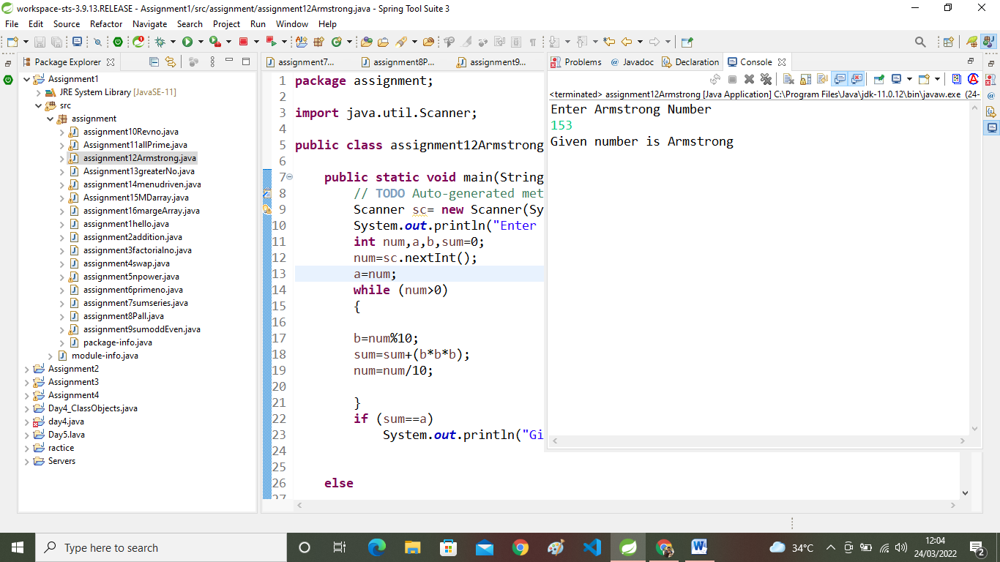 workspace-sts-3.9.13.RELEASE - Assignment1/src/assignment/assignment12Armstrong.java - Spring Tool Suite 3
File Edit Source Refactor Navigate Search Project Run Window Help
Package Explorer
Assignment1
JRE System Library [JavaSE-11]
src
assignment
assignment10Revno.java
Assignment11allPrime.java
assignment12Armstrong.java
Assignment13greaterNo.java
assignment14menudriven.java
Assignment15MDarray.java
assignment16margeArray.java
assignment1hello.java
assignment2addition.java
assignment3factorialno.java
assignment4swap.java
assignment5npower.java
assignment6primeno.java
assignment7sumseries.java
assignment8Pall.java
assignment9sumoddEven.java
package-info.java
module-info.java
Assignment2
Assignment3
Assignment4
Day4_ClassObjects.java
day4.java
Day5.lava
ractice
Servers
assignment7... assignment8P... assignment9...
1 package assignment;
2
3 import java.util.Scanner;
4
5 public class assignment12Armstrong
6
7 public static void main(String
8 // TODO Auto-generated met
9 Scanner sc= new Scanner(Sy
10 System.out.println("Enter
11 int num,a,b,sum=0;
12 num=sc.nextInt();
13 a=num;
14 while (num>0)
15 {
16
17 b=num%10;
18 sum=sum+(b*b*b);
19 num=num/10;
20
21 }
22 if (sum==a)
23 System.out.println("Gi
24
25
26 else
27
Problems Javadoc Declaration Console
<terminated> assignment12Armstrong [Java Application] C:\Program Files\Java\jdk-11.0.12\bin\javaw.exe (24-
Enter Armstrong Number
153
Given number is Armstrong
Type here to search
34°C
12:04
24/03/2022
2